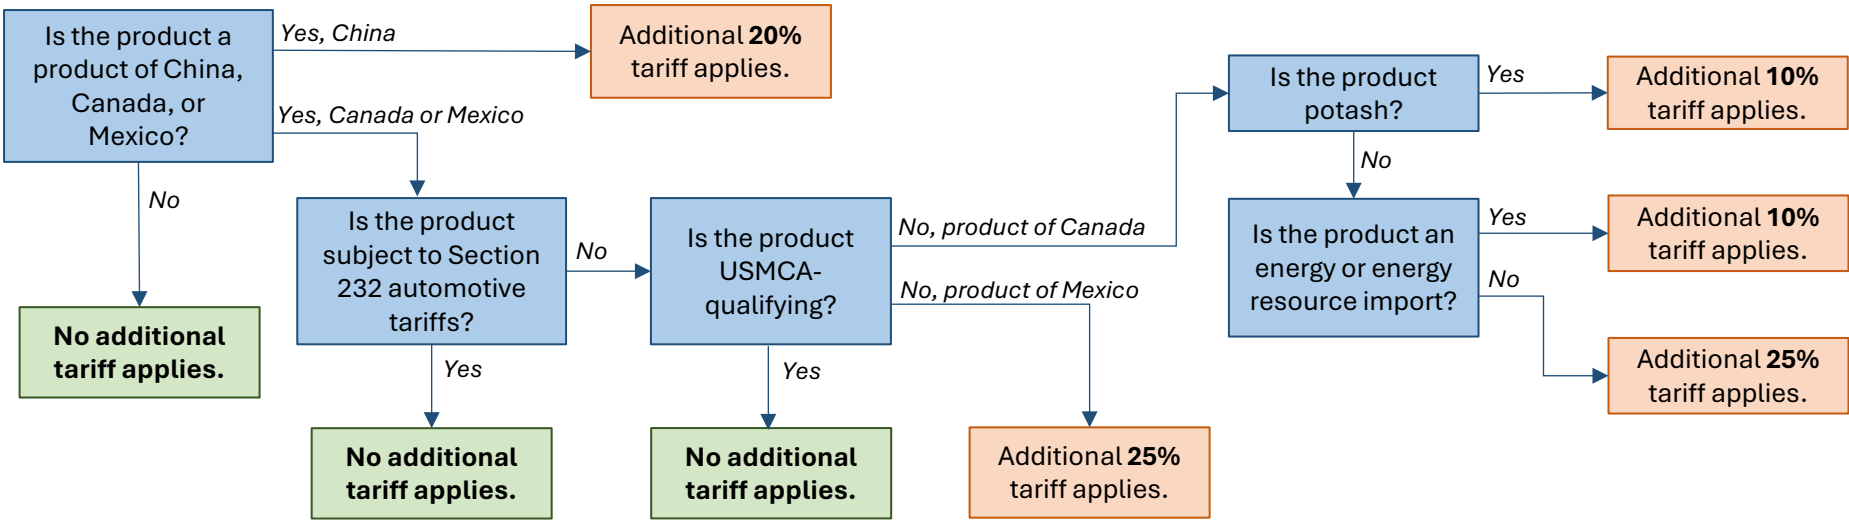 Is the product a
product of China,
Canada, or
Mexico?
Yes, China
Additional 20%
tariff applies.
Yes, Canada or Mexico
No
No additional
tariff applies.
Is the product
subject to Section
232 automotive
tariffs?
Yes
No additional
tariff applies.
No
Is the product
USMCA-
qualifying?
Yes
No additional
tariff applies.
No, product of Mexico
Additional 25%
tariff applies.
No, product of Canada
Is the product
potash?
Yes
Additional 10%
tariff applies.
No
Is the product an
energy or energy
resource import?
Yes
Additional 10%
tariff applies.
No
Additional 25%
tariff applies.